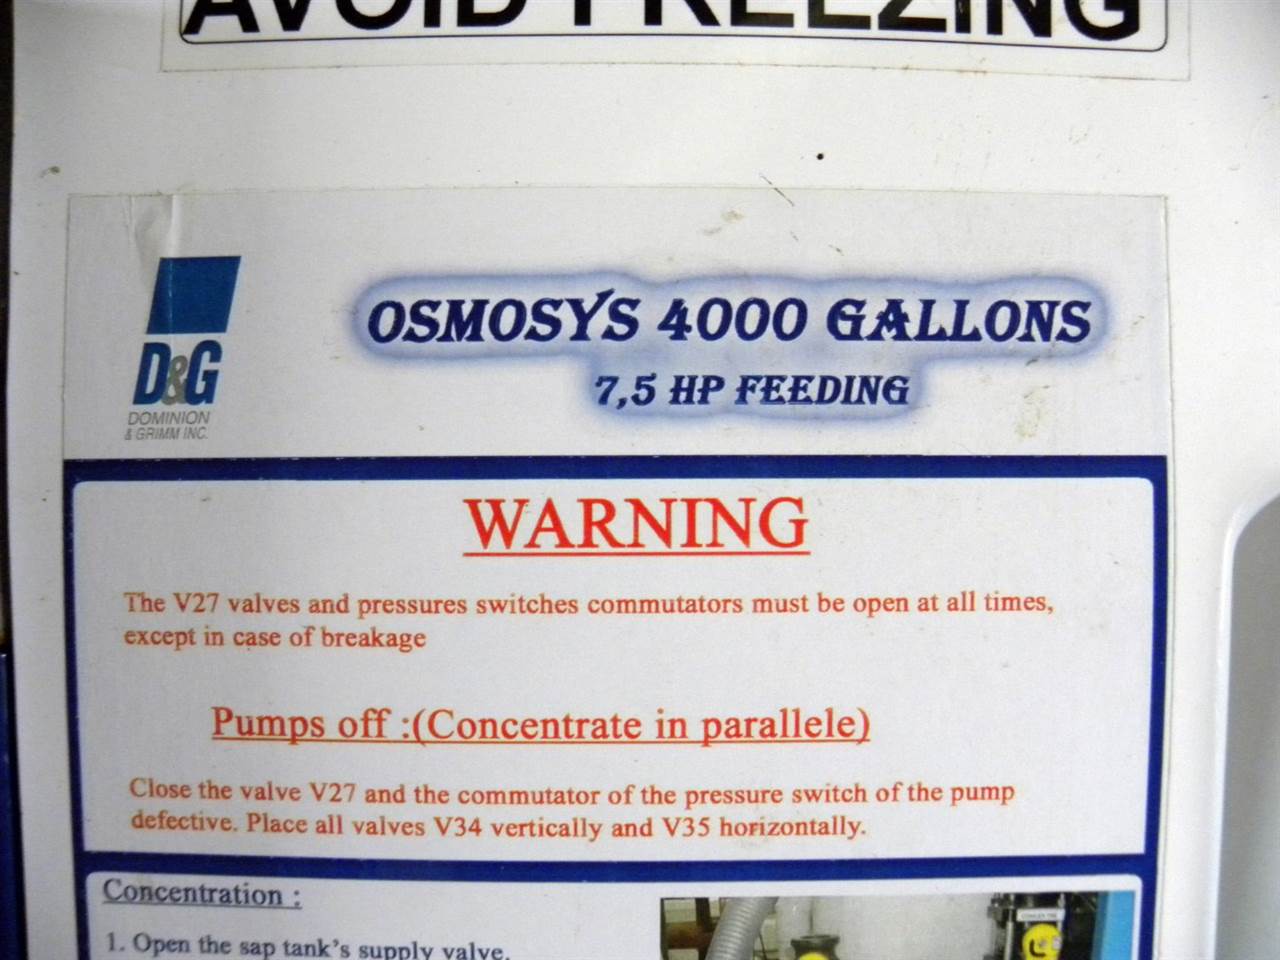 AVOID FREEZING
D&G
DOMINION
& GRIMM INC.
OSMOSYS 4000 GALLONS
7,5 HP FEEDING
WARNING
The V27 valves and pressures switches commutators must be open at all times,
except in case of breakage
Pumps off :(Concentrate in parallele)
Close the valve V27 and the commutator of the pressure switch of the pump
defective. Place all valves V34 vertically and V35 horizontally.
Concentration :
1. Open the sap tank's supply valve.